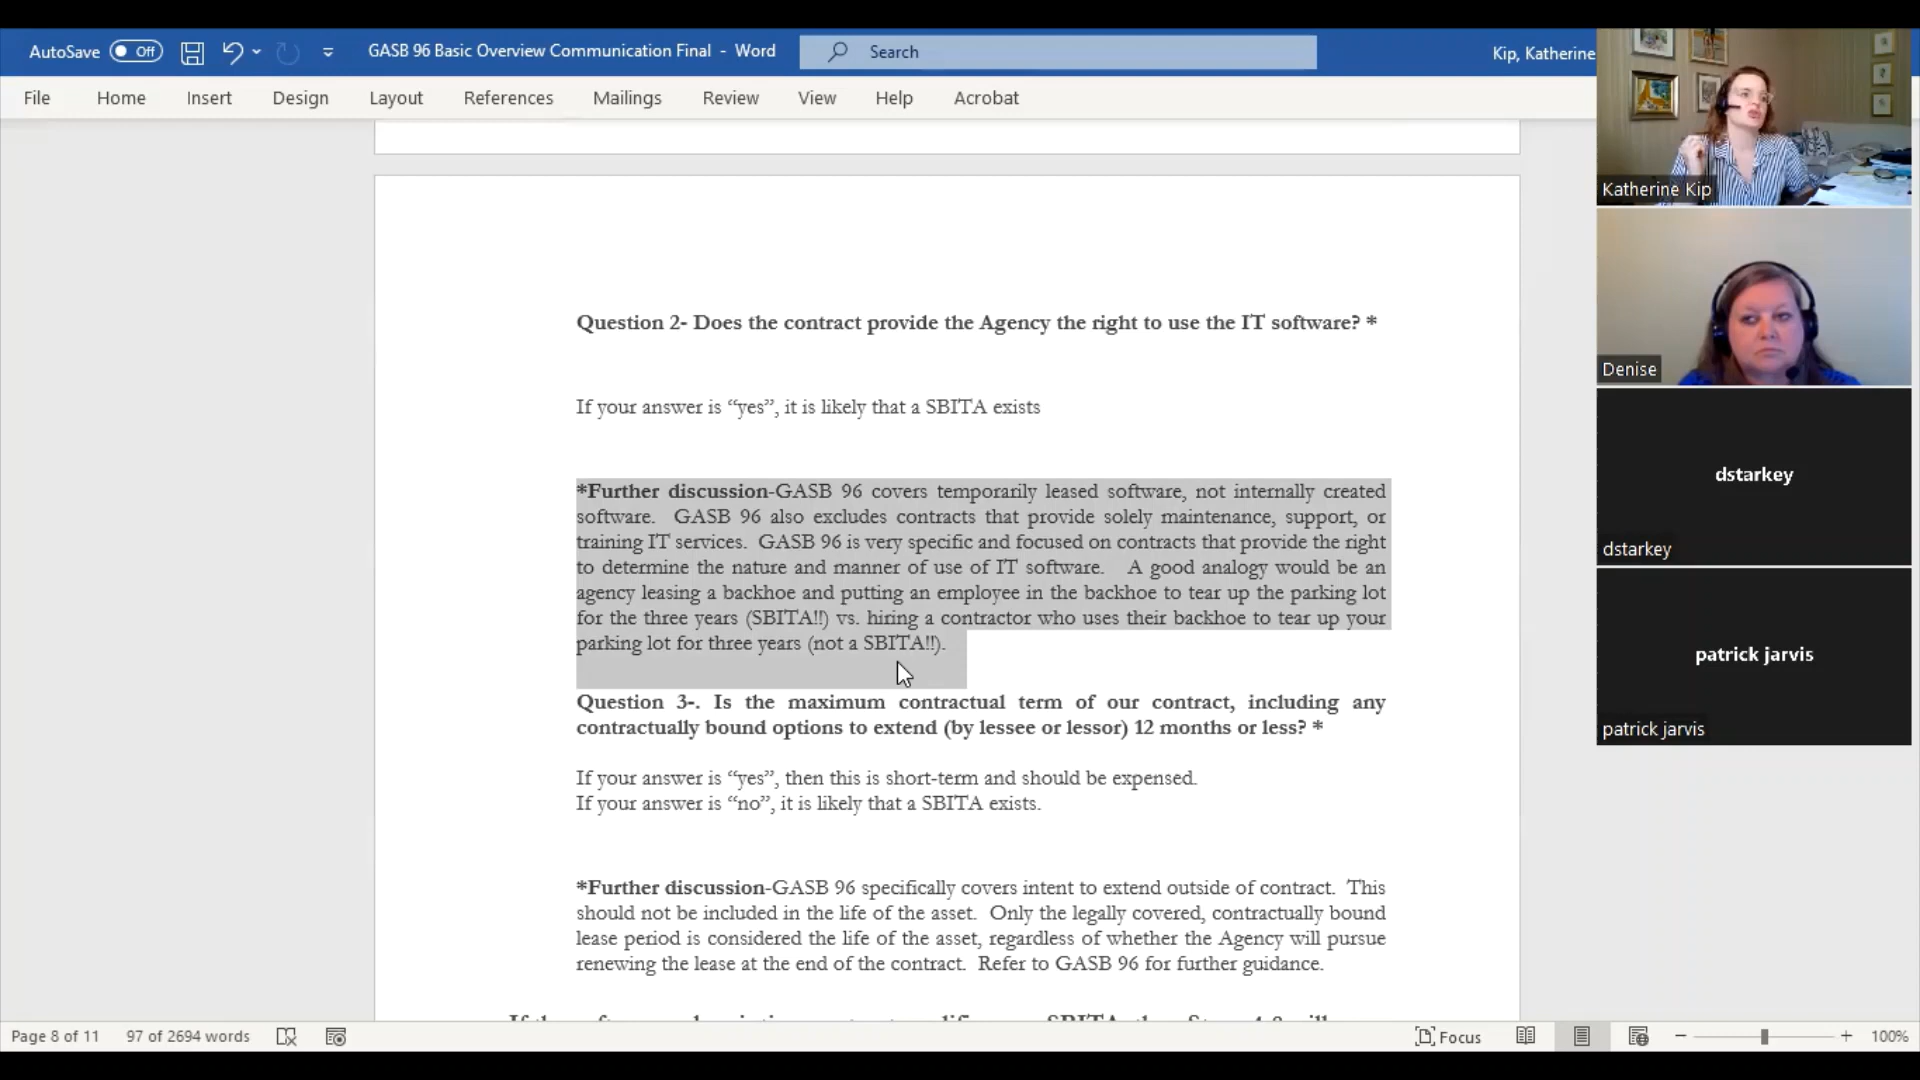 AutoSave Off GASB 96 Basic Overview Communication Final - Word Search Kip, Katherine
File Home Insert Design Layout References Mailings Review View Help Acrobat
Question 2- Does the contract provide the Agency the right to use the IT software? *
If your answer is “yes”, it is likely that a SBITA exists
*Further discussion-GASB 96 covers temporarily leased software, not internally created
software. GASB 96 also excludes contracts that provide solely maintenance, support, or
training IT services. GASB 96 is very specific and focused on contracts that provide the right
to determine the nature and manner of use of IT software. A good analogy would be an
agency leasing a backhoe and putting an employee in the backhoe to tear up the parking lot
for the three years (SBITA!!) vs. hiring a contractor who uses their backhoe to tear up your
parking lot for three years (not a SBITA!!).
Question 3-. Is the maximum contractual term of our contract, including any
contractually bound options to extend (by lessee or lessor) 12 months or less? *
If your answer is “yes”, then this is short-term and should be expensed.
If your answer is “no”, it is likely that a SBITA exists.
*Further discussion-GASB 96 specifically covers intent to extend outside of contract. This
should not be included in the life of the asset. Only the legally covered, contractually bound
lease period is considered the life of the asset, regardless of whether the Agency will pursue
renewing the lease at the end of the contract. Refer to GASB 96 for further guidance.
Page 8 of 11 97 of 2694 words Focus 100%
Katherine Kip
Denise
dstarkey
dstarkey
patrick jarvis
patrick jarvis